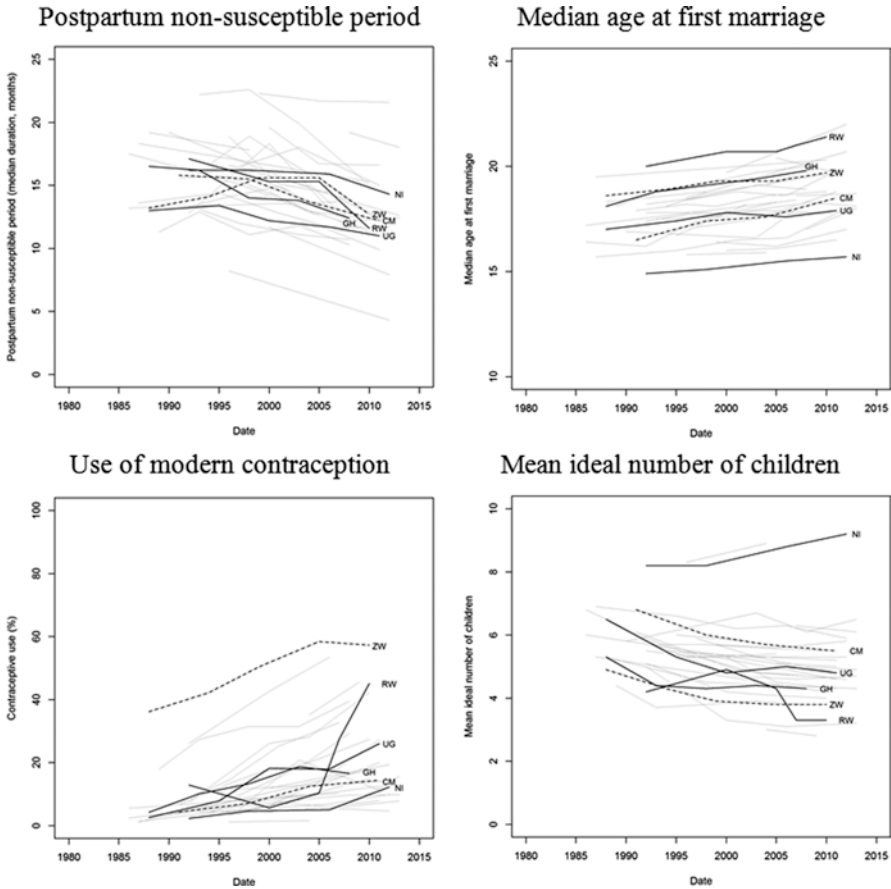 Postpartum non-susceptible period
Postpartum non-susceptible period (median duration, months)
25
20
15
10
5
0
NI
ZW
CM
GH
RW
UG
1980 1985 1990 1995 2000 2005 2010 2015
Date
Median age at first marriage
Median age at first marriage
25
20
15
10
RW
GH
ZW
CM
UG
NI
1980 1985 1990 1995 2000 2005 2010 2015
Date
Use of modern contraception
Contraceptive use (%)
100
80
60
40
20
0
ZW
RW
UG
GH
CM
NI
1980 1985 1990 1995 2000 2005 2010 2015
Date
Mean ideal number of children
Mean ideal number of children
10
8
6
4
2
0
NI
CM
UG
GH
ZW
RW
1980 1985 1990 1995 2000 2005 2010 2015
Date